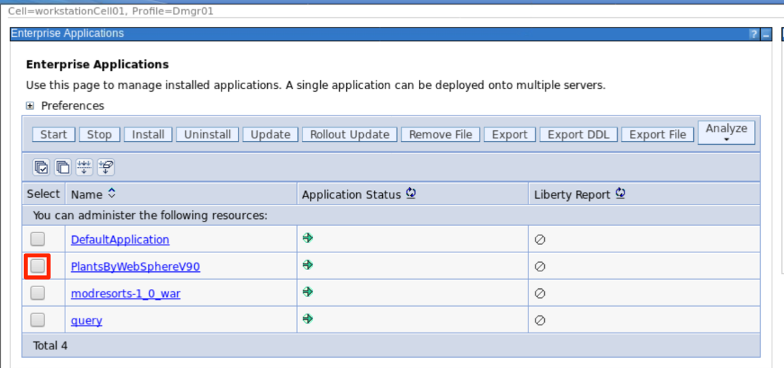 Cell=workstationCell01, Profile=Dmgr01
Enterprise Applications ? _
Enterprise Applications
Use this page to manage installed applications. A single application can be deployed onto multiple servers.
Preferences
Start Stop Install Uninstall Update Rollout Update Remove File Export Export DDL Export File Analyze
Select Name Application Status Liberty Report
You can administer the following resources:
DefaultApplication
PlantsByWebSphereV90
modresorts-1_0_war
query
Total 4